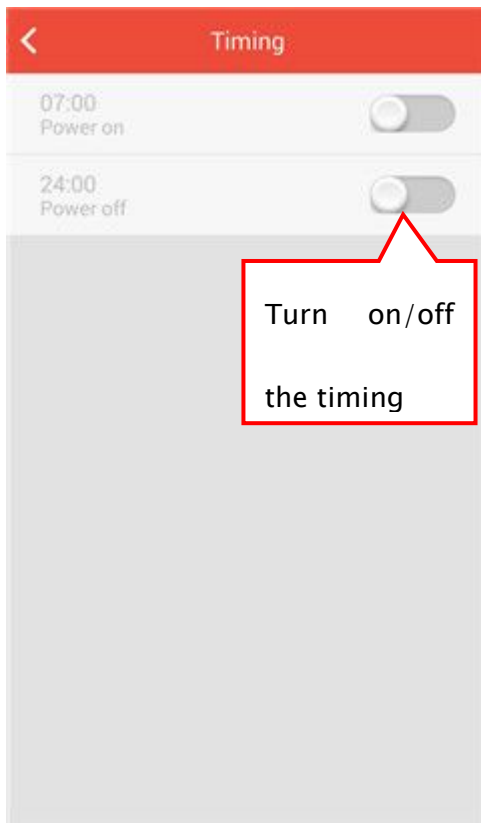 Timing
07:00
Power on
24:00
Power off
Turn on/off
the timing